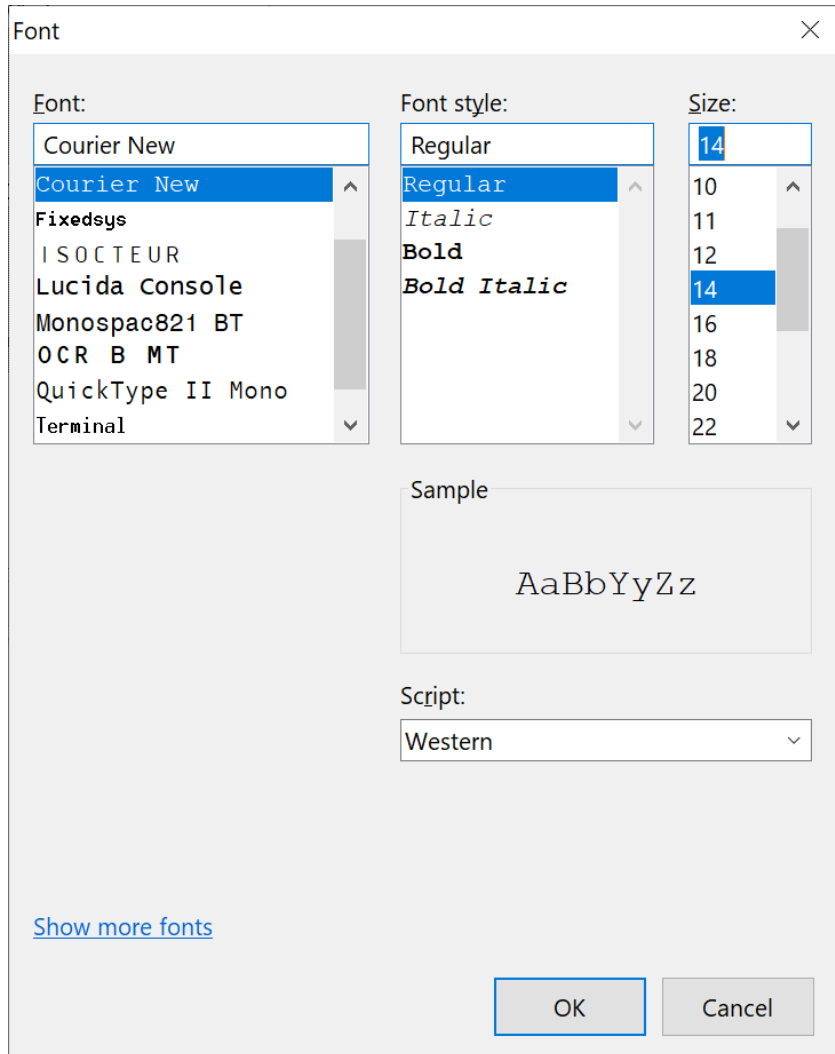 Font
Font:
Courier New
Courier New
Fixedsys
ISOCTEUR
Lucida Console
Monospac821 BT
OCR B MT
QuickType II Mono
Terminal
Font style:
Regular
Regular
Italic
Bold
Bold Italic
Size:
14
10
11
12
14
16
18
20
22
Sample
AaBbYyZz
Script:
Western
Show more fonts
OK
Cancel